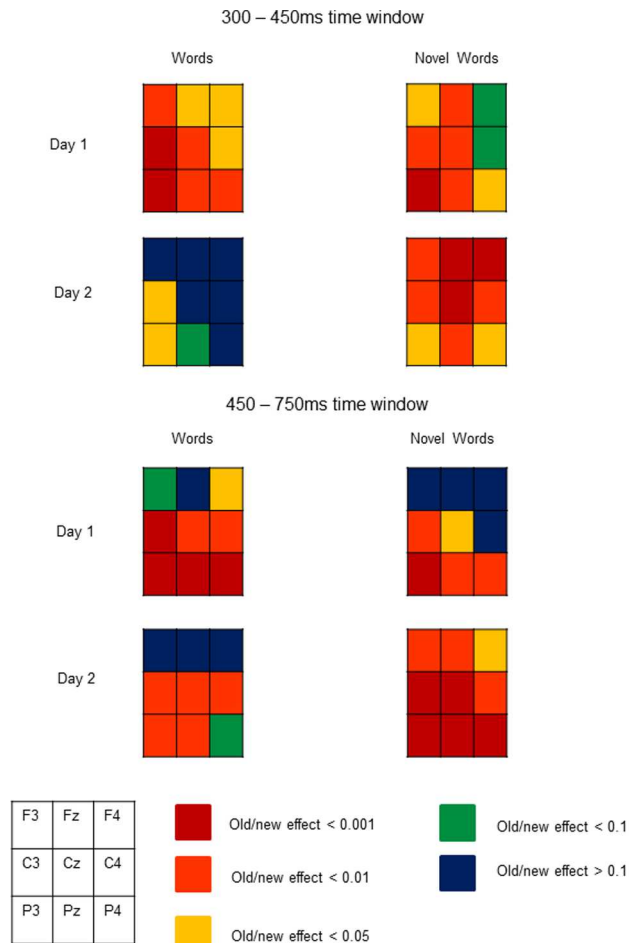 300 – 450ms time window
Words
Novel Words
Day 1
Day 2
450 – 750ms time window
Words
Novel Words
Day 1
Day 2
F3 Fz F4
C3 Cz C4
P3 Pz P4
Old/new effect < 0.001
Old/new effect < 0.01
Old/new effect < 0.05
Old/new effect < 0.1
Old/new effect > 0.1